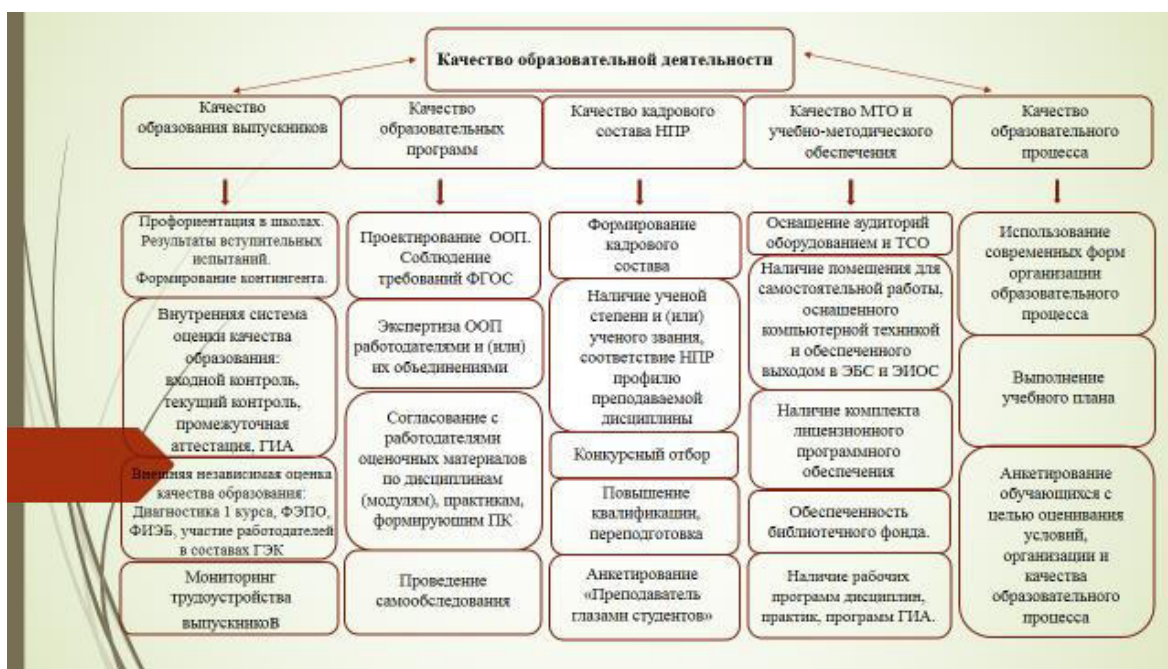 Качество образовательной деятельности
Качество
образования выпускников
Качество
образовательных
программ
Качество кадрового
состава НПР
Качество МТО и
учебно-методического
обеспечения
Качество
образовательного
процесса
Профориентация в школах.
Результаты вступительных
испытаний.
Формирование контингента.
Внутренняя система
оценки качества
образования:
входной контроль,
текущий контроль,
промежуточная
аттестация, ГИА
Внешняя независимая оценка
качества образования:
Диагностика 1 курса, ФЭПО,
ФИЭБ, участие работодателей
в составах ГЭК
Мониторинг
трудоустройства
выпускникоВ
Проектирование ООП.
Соблюдение
требований ФГОС
Экспертиза ООП
работодателями и (или)
их объединениями
Согласование с
работодателями
оценочных материалов
по дисциплинам
(модулям), практикам,
формирующим ПК
Проведение
самообследования
Формирование
кадрового
состава
Наличие ученой
степени и (или)
ученого звания,
соответствие НПР
профилю
преподаваемой
дисциплины
Конкурсный отбор
Повышение
квалификации,
переподготовка
Анкетирование
«Преподаватель
глазами студентов»
Оснащение аудиторий
оборудованием и ТСО
Наличие помещения для
самостоятельной работы,
оснащенного
компьютерной техникой
и обеспеченного
выходом в ЭБС и ЭИОС
Наличие комплекта
лицензионного
программного
обеспечения
Обеспеченность
библиотечного фонда.
Наличие рабочих
программ дисциплин,
практик, программ ГИА.
Использование
современных форм
организации
образовательного
процесса
Выполнение
учебного плана
Анкетирование
обучающихся с
целью оценивания
условий,
организации и
качества
образовательного
процесса